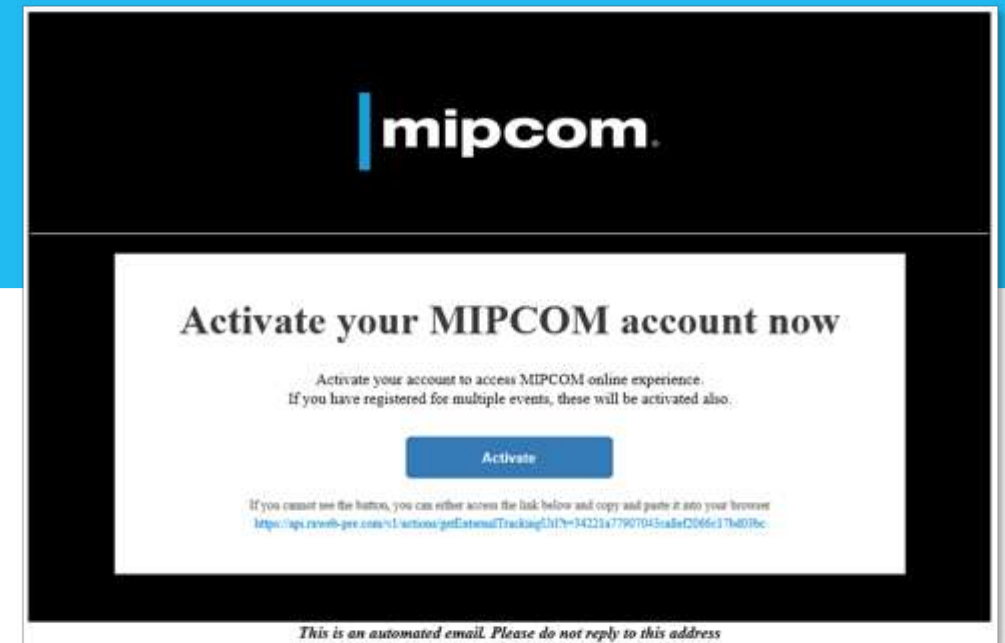 mipcom.
Activate your MIPCOM account now
Activate your account to access MIPCOM online experience.
If you have registered for multiple events, these will be activated also.
Activate
If you cannot see the button, you can either access the link below and copy and paste it into your browser
This is an automated email. Please do not reply to this address